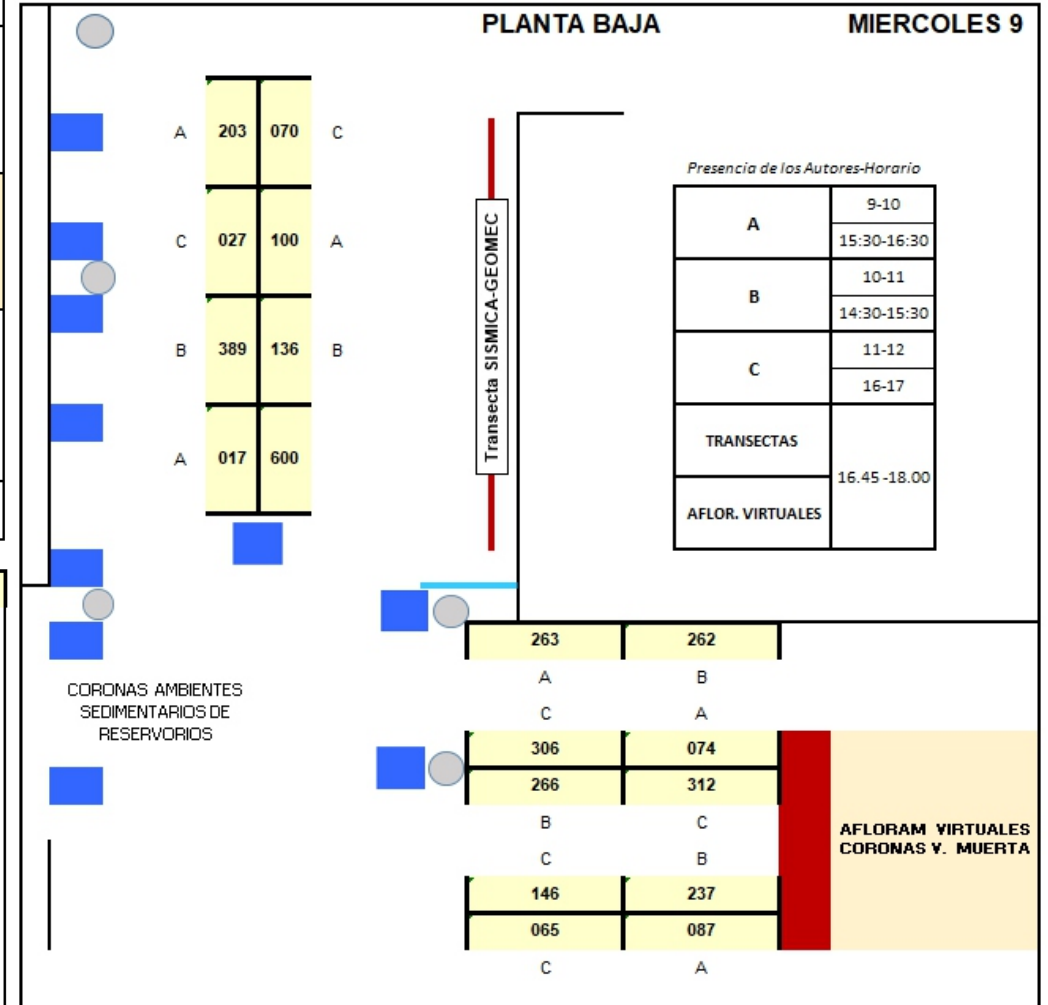 PLANTA BAJA MIERCOLES 9
A 203 070 C
C 027 100 A
B 389 136 B
A 017 600
Transecta SISMICA-GEOMEC
Presencia de los Autores-Horario
A
9-10
15:30-16:30
B
10-11
14:30-15:30
C
11-12
16-17
TRANSECTAS
16.45 -18.00
AFLOR. VIRTUALES
263 262
A B
C A
306 074
266 312
B C
C B
146 237
065 087
C A
CORONAS AMBIENTES
SEDIMENTARIOS DE
RESERVORIOS
AFLORAM VIRTUALES
CORONAS V. MUERTA